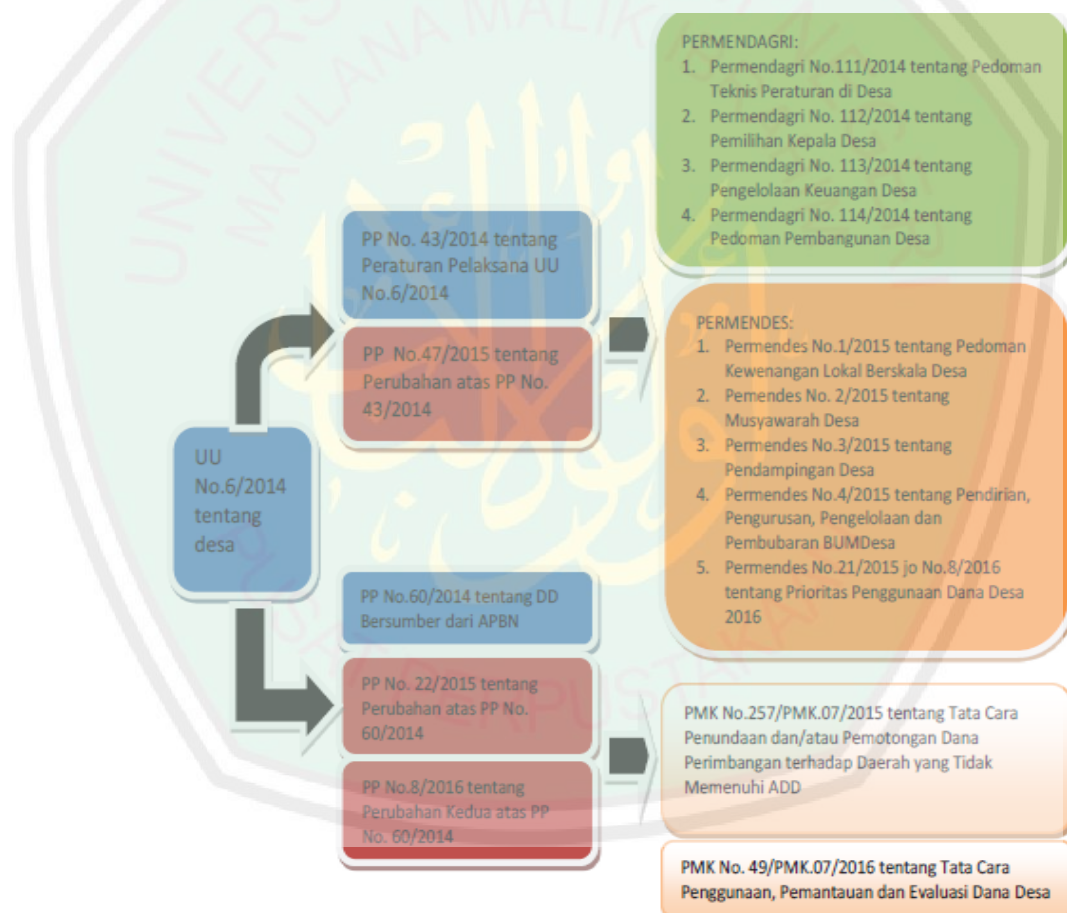 UU
No.6/2014
tentang
desa
PP No. 43/2014 tentang
Peraturan Pelaksana UU
No.6/2014
PP No.47/2015 tentang
Perubahan atas PP No.
43/2014
PERMENDAGRI:
1. Permendagri No.111/2014 tentang Pedoman
Teknis Peraturan di Desa
2. Permendagri No. 112/2014 tentang
Pemilihan Kepala Desa
3. Permendagri No. 113/2014 tentang
Pengelolaan Keuangan Desa
4. Permendagri No. 114/2014 tentang
Pedoman Pembangunan Desa
PERMENDES:
1. Permendes No.1/2015 tentang Pedoman
Kewenangan Lokal Berskala Desa
2. Pemendes No. 2/2015 tentang
Musyawarah Desa
3. Permendes No.3/2015 tentang
Pendampingan Desa
4. Permendes No.4/2015 tentang Pendirian,
Pengurusan, Pengelolaan dan
Pembubaran BUMDesa
5. Permendes No.21/2015 jo No.8/2016
tentang Prioritas Penggunaan Dana Desa
2016
PP No.60/2014 tentang DD
Bersumber dari APBN
PP No. 22/2015 tentang
Perubahan atas PP No.
60/2014
PP No.8/2016 tentang
Perubahan Kedua atas PP
No. 60/2014
PMK No.257/PMK.07/2015 tentang Tata Cara
Penundaan dan/atau Pemotongan Dana
Perimbangan terhadap Daerah yang Tidak
Memenuhi ADD
PMK No. 49/PMK.07/2016 tentang Tata Cara
Penggunaan, Pemantauan dan Evaluasi Dana Desa
MAULANA MALIK